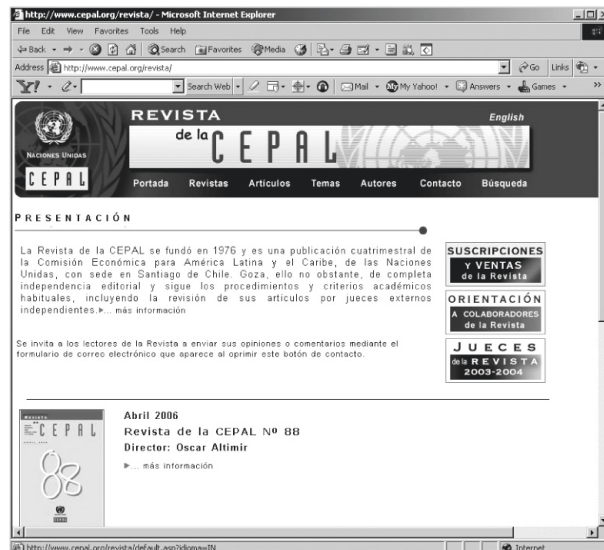 http://www.cepal.org/revista/ - Microsoft Internet Explorer
File Edit View Favorites Tools Help
Back Search Favorites Media
Address http://www.cepal.org/revista/ Go Links
Y! Search Web Mail My Yahoo! Answers Games
REVISTA
English
de la CEPAL
NACIONES UNIDAS
CEPAL
Portada Revistas Artículos Temas Autores Contacto Búsqueda
PRESENTACIÓN
La Revista de la CEPAL se fundó en 1976 y es una publicación cuatrimestral de
la Comisión Económica para América Latina y el Caribe, de las Naciones
Unidas, con sede en Santiago de Chile. Goza, ello no obstante, de completa
independencia editorial y sigue los procedimientos y criterios académicos
habituales, incluyendo la revisión de sus artículos por jueces externos
independientes. ... más información
Se invita a los lectores de la Revista a enviar sus opiniones o comentarios mediante el
formulario de correo electrónico que aparece al oprimir este botón de contacto.
SUSCRIPCIONES
Y VENTAS
de la Revista
ORIENTACIÓN
A COLABORADORES
de la Revista
JUECES
de la REVISTA
2003-2004
REVISTA
CEPAL
88
Abril 2006
Revista de la CEPAL Nº 88
Director: Oscar Altimir
... más información
http://www.cepal.org/revista/default.asp?idioma=IN Internet